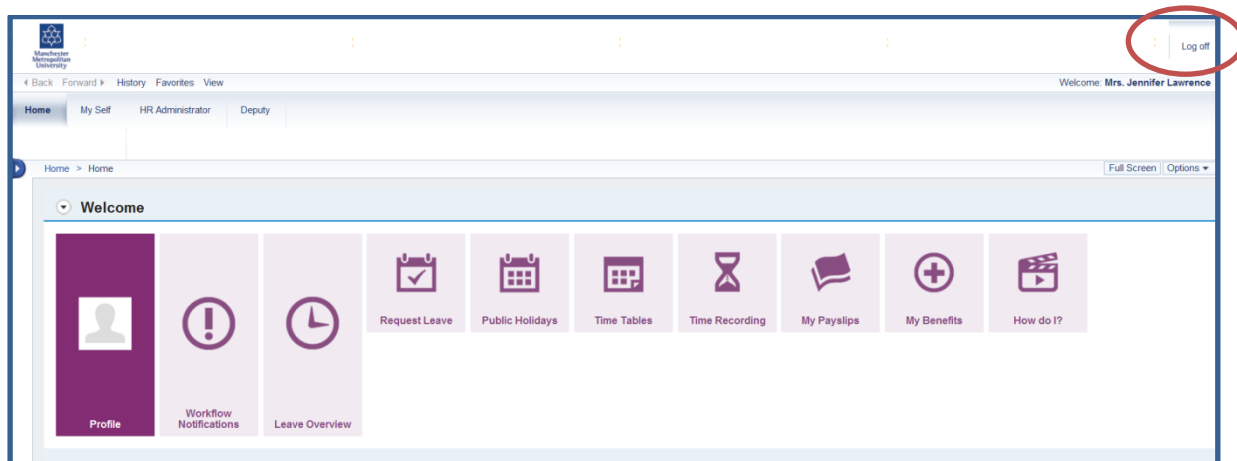 Manchester
Metropolitan
University
Log off
Back Forward History Favorites View
Welcome: Mrs. Jennifer Lawrence
Home My Self HR Administrator Deputy
Home > Home
Full Screen Options
Welcome
Profile
Workflow
Notifications
Leave Overview
Request Leave
Public Holidays
Time Tables
Time Recording
My Payslips
My Benefits
How do I?